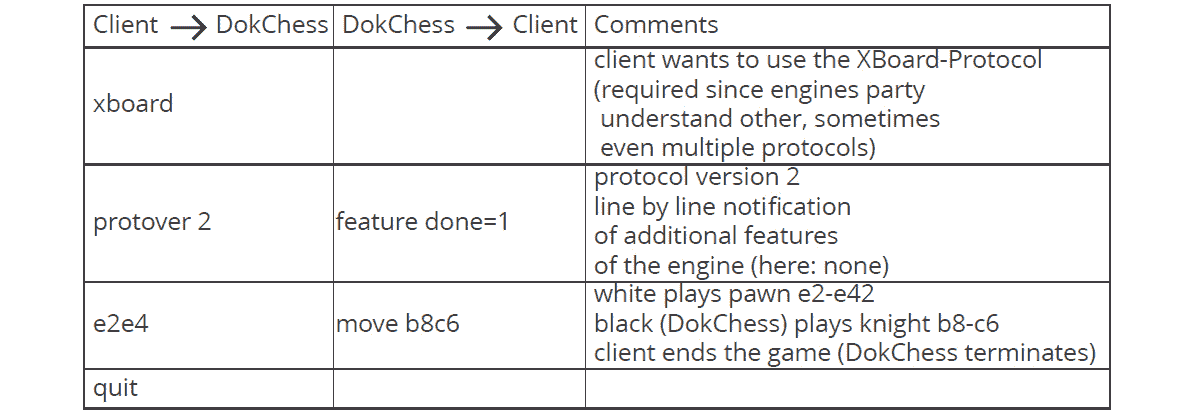 Client → DokChess DokChess → Client Comments
client wants to use the XBoard-Protocol
(required since engines party
xboard
understand other, sometimes
even multiple protocols)
protocol version 2
line by line notification
protover 2 feature done=1
of additional features
of the engine (here: none)
white plays pawn e2-e42
e2e4 move b8c6 black (DokChess) plays knight b8-c6
client ends the game (DokChess terminates)
quit